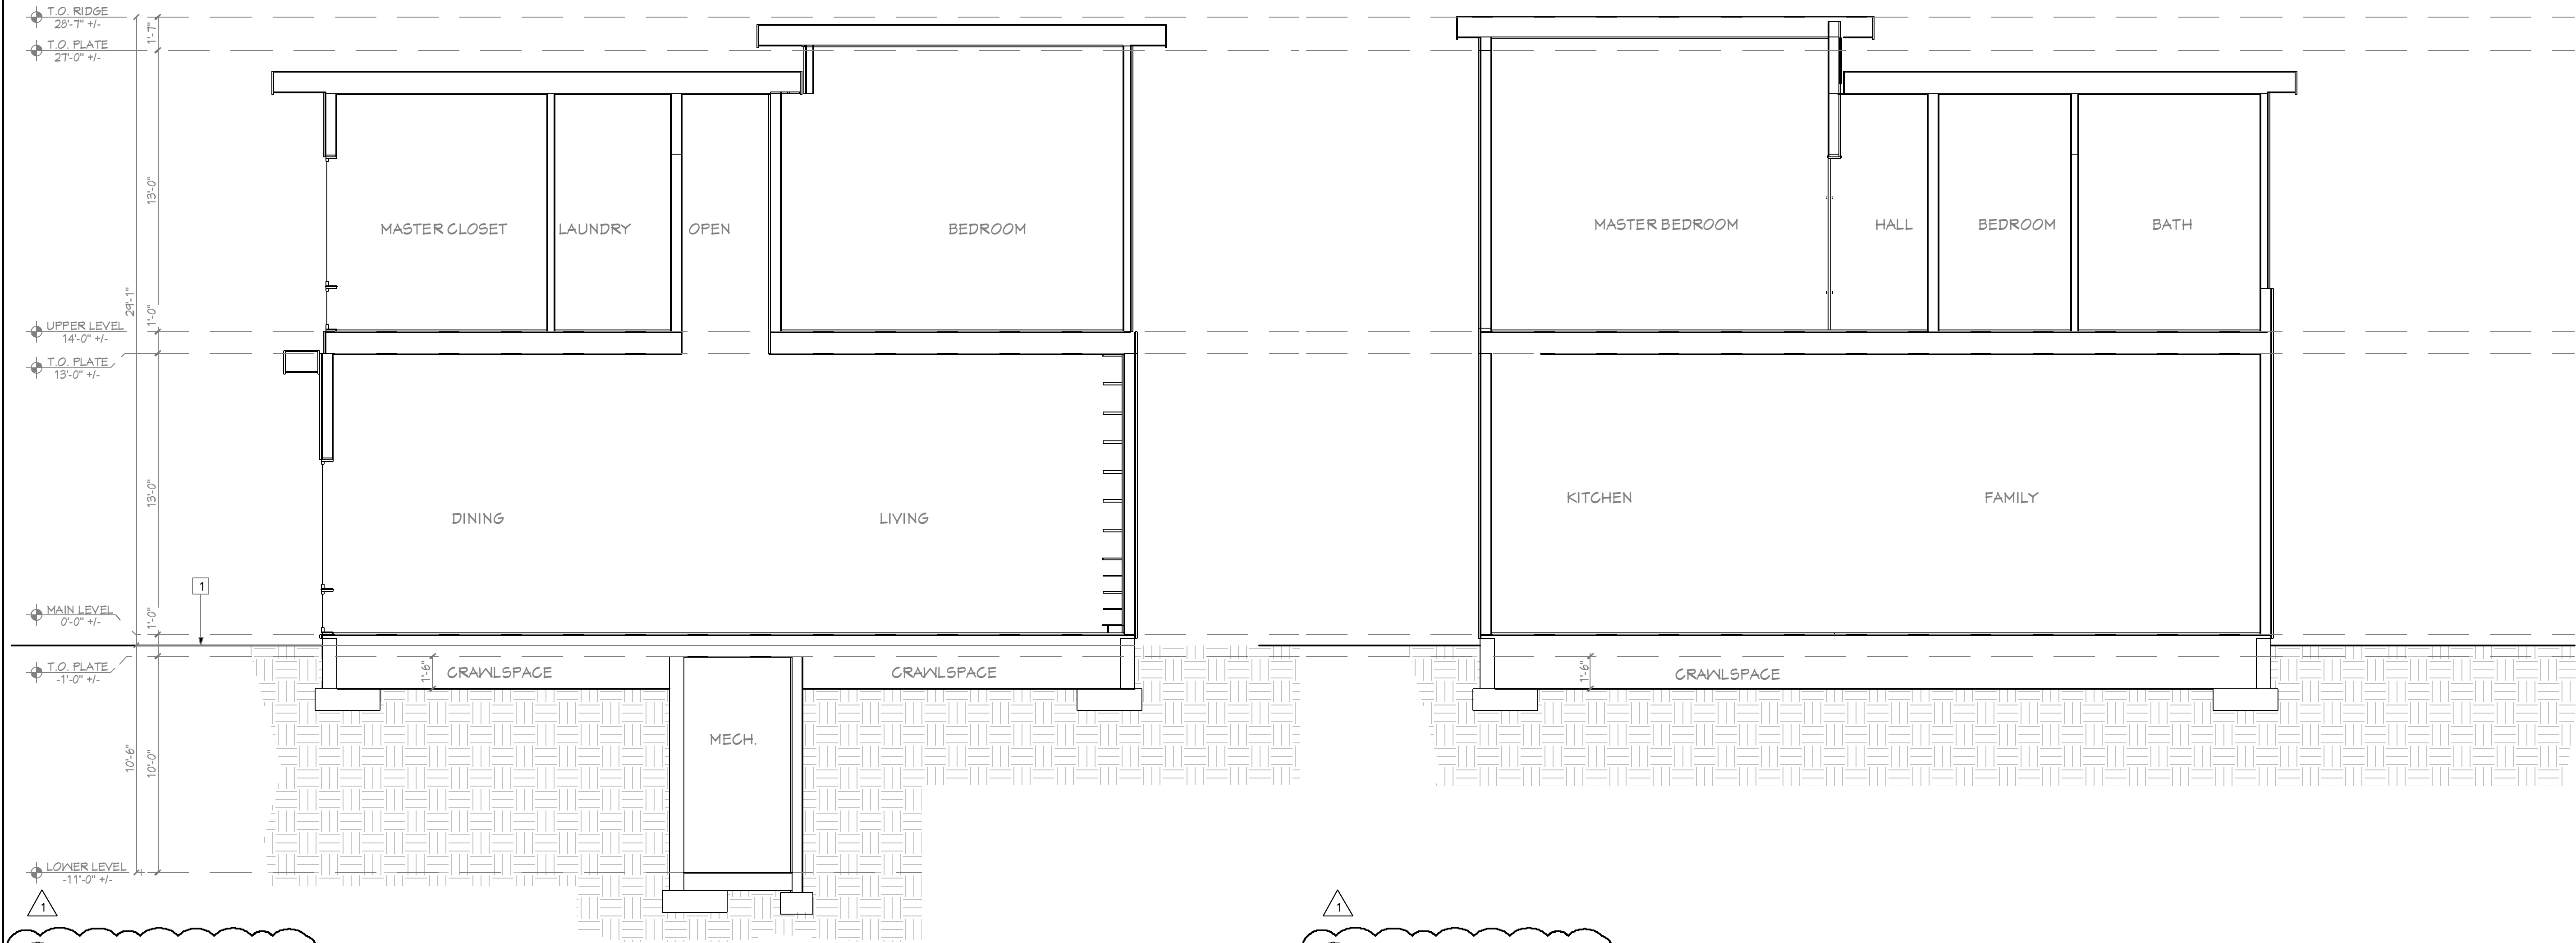 T.O. RIDGE
28'-7" +/-
T.O. PLATE
27'-0" +/-
1'-7"
13'-0"
29'-1"
1'-0"
UPPER LEVEL
14'-0" +/-
T.O. PLATE
13'-0" +/-
13'-0"
1
MAIN LEVEL
0'-0" +/-
1'-0"
T.O. PLATE
-1'-0" +/-
10'-6"
10'-0"
LOWER LEVEL
-11'-0" +/-
1
MASTER CLOSET
LAUNDRY
OPEN
BEDROOM
DINING
LIVING
1'-6"
CRAWLSPACE
CRAWLSPACE
MECH.
MASTER BEDROOM
HALL
BEDROOM
BATH
KITCHEN
FAMILY
1'-6"
CRAWLSPACE
1